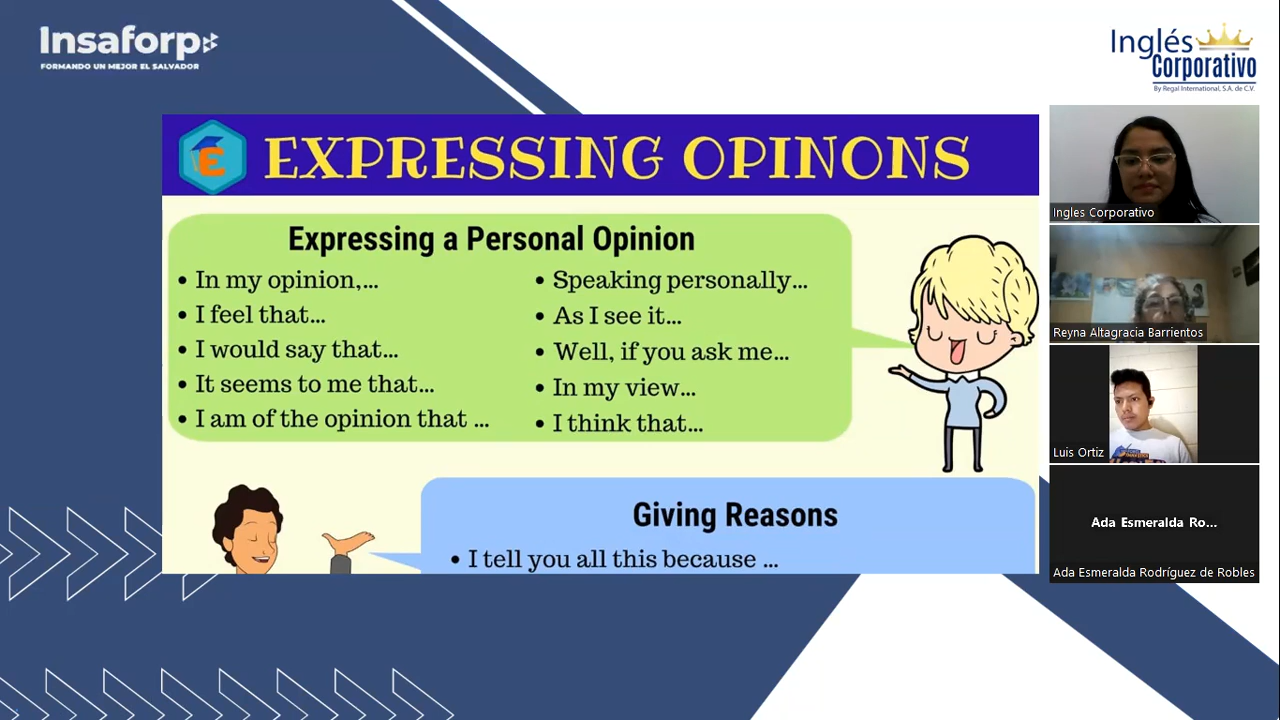 Insaforp
FORMANDO UN MEJOR EL SALVADOR
Inglés
Corporativo
By Regal International, S.A. de C.V.
E
EXPRESSING OPINONS
Expressing a Personal Opinion
• In my opinion,...
• I feel that...
• I would say that...
• It seems to me that...
• I am of the opinion that ...
• Speaking personally...
• As I see it...
• Well, if you ask me...
• In my view...
• I think that...
Giving Reasons
• I tell you all this because ...
Ingles Corporativo
Reyna Altagracia Barrientos
Luis Ortiz
Ada Esmeralda Ro...
Ada Esmeralda Rodríguez de Robles